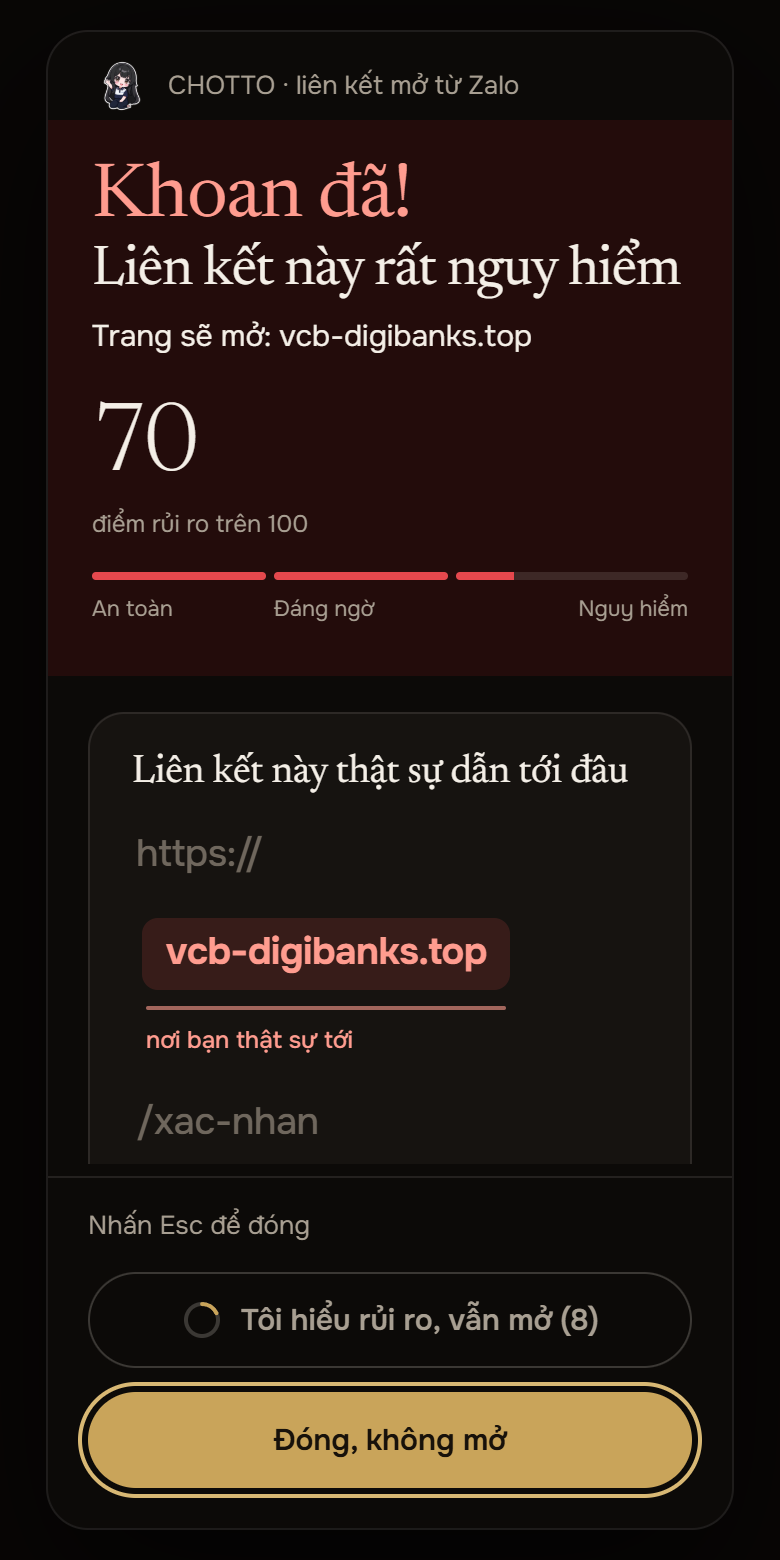 CHOTTO · liên kết mở từ Zalo
Khoan đã!
Liên kết này rất nguy hiểm
Trang sẽ mở: vcb-digibanks.top
70
điểm rủi ro trên 100
An toàn Đáng ngờ Nguy hiểm
Liên kết này thật sự dẫn tới đâu
https://
vcb-digibanks.top
nơi bạn thật sự tới
/xac-nhan
Nhấn Esc để đóng
Tôi hiểu rủi ro, vẫn mở (8)
Đóng, không mở